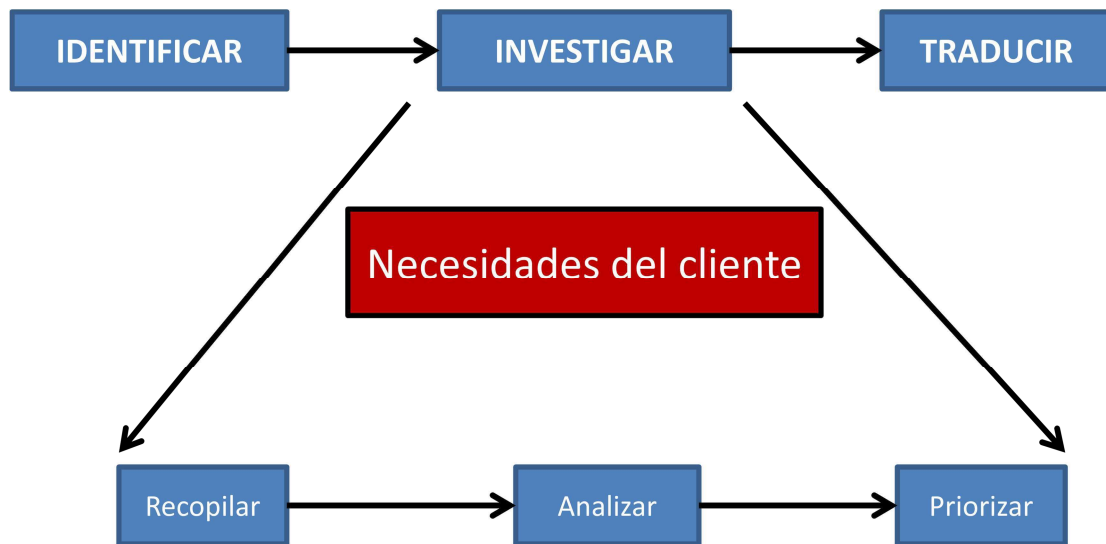 IDENTIFICAR
INVESTIGAR
TRADUCIR
Necesidades del cliente
Recopilar
Analizar
Priorizar